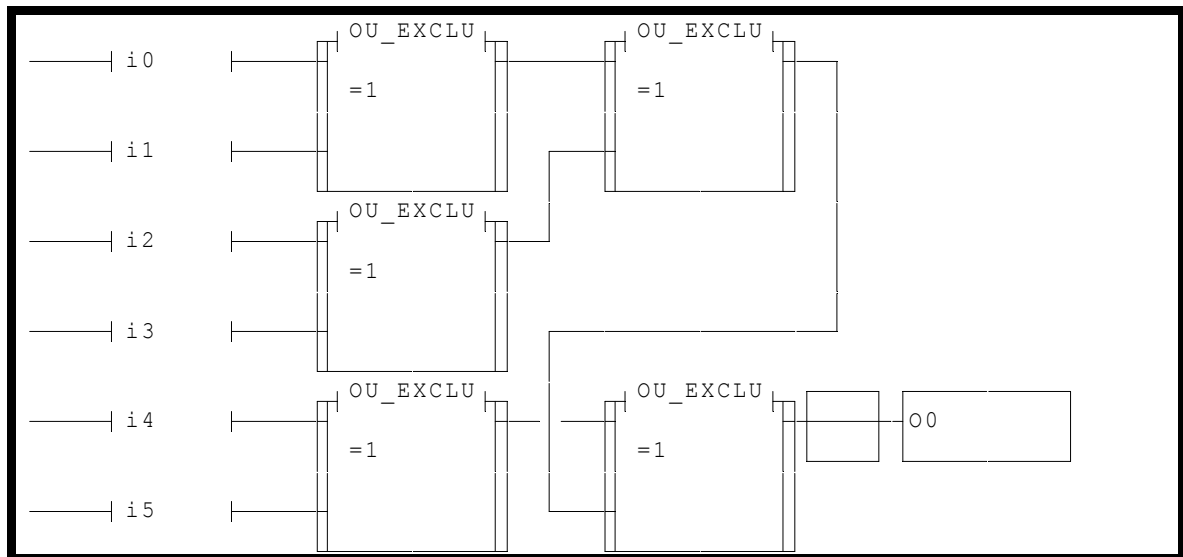 OU_EXCLU OU_EXCLU
i0
=1 =1
i1
OU_EXCLU
i2
=1
i3
OU_EXCLU OU_EXCLU
i4 O0
=1 =1
i5